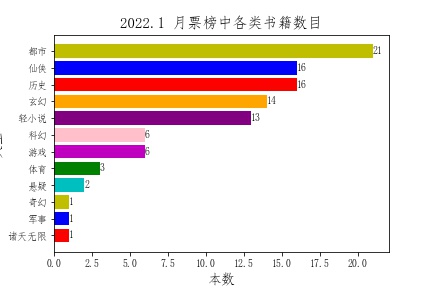 2022.1 月票榜中各类书籍数目
都市 21
仙侠 16
历史 16
玄幻 14
轻小说 13
科幻 6
游戏 6
体育 3
悬疑 2
奇幻 1
军事 1
诸天无限 1
0.0 2.5 5.0 7.5 10.0 12.5 15.0 17.5 20.0
本数